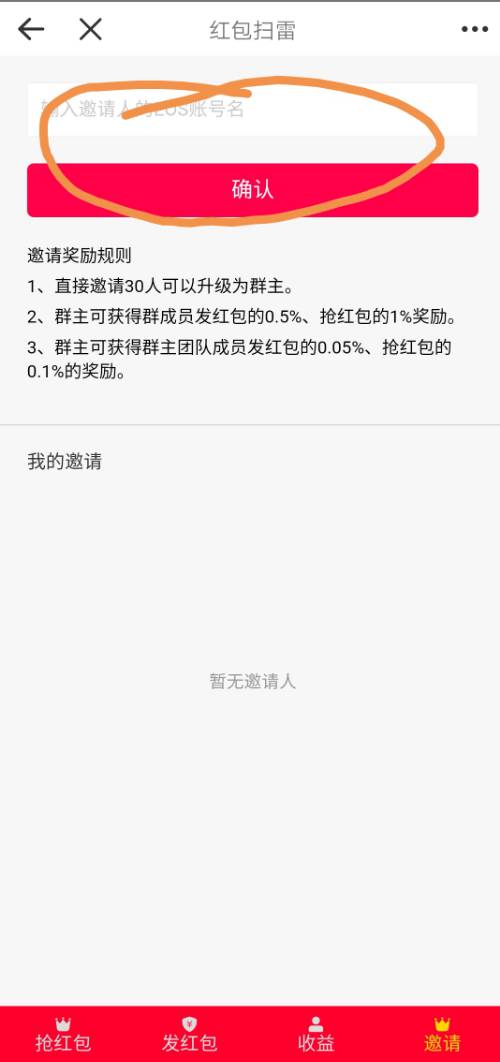 红包扫雷
输入邀请人的EOS账号名
确认
邀请奖励规则
1、直接邀请30人可以升级为群主。
2、群主可获得群成员发红包的0.5%、抢红包的1%奖励。
3、群主可获得群主团队成员发红包的0.05%、抢红包的
0.1%的奖励。
我的邀请
暂无邀请人
抢红包 发红包 收益 邀请